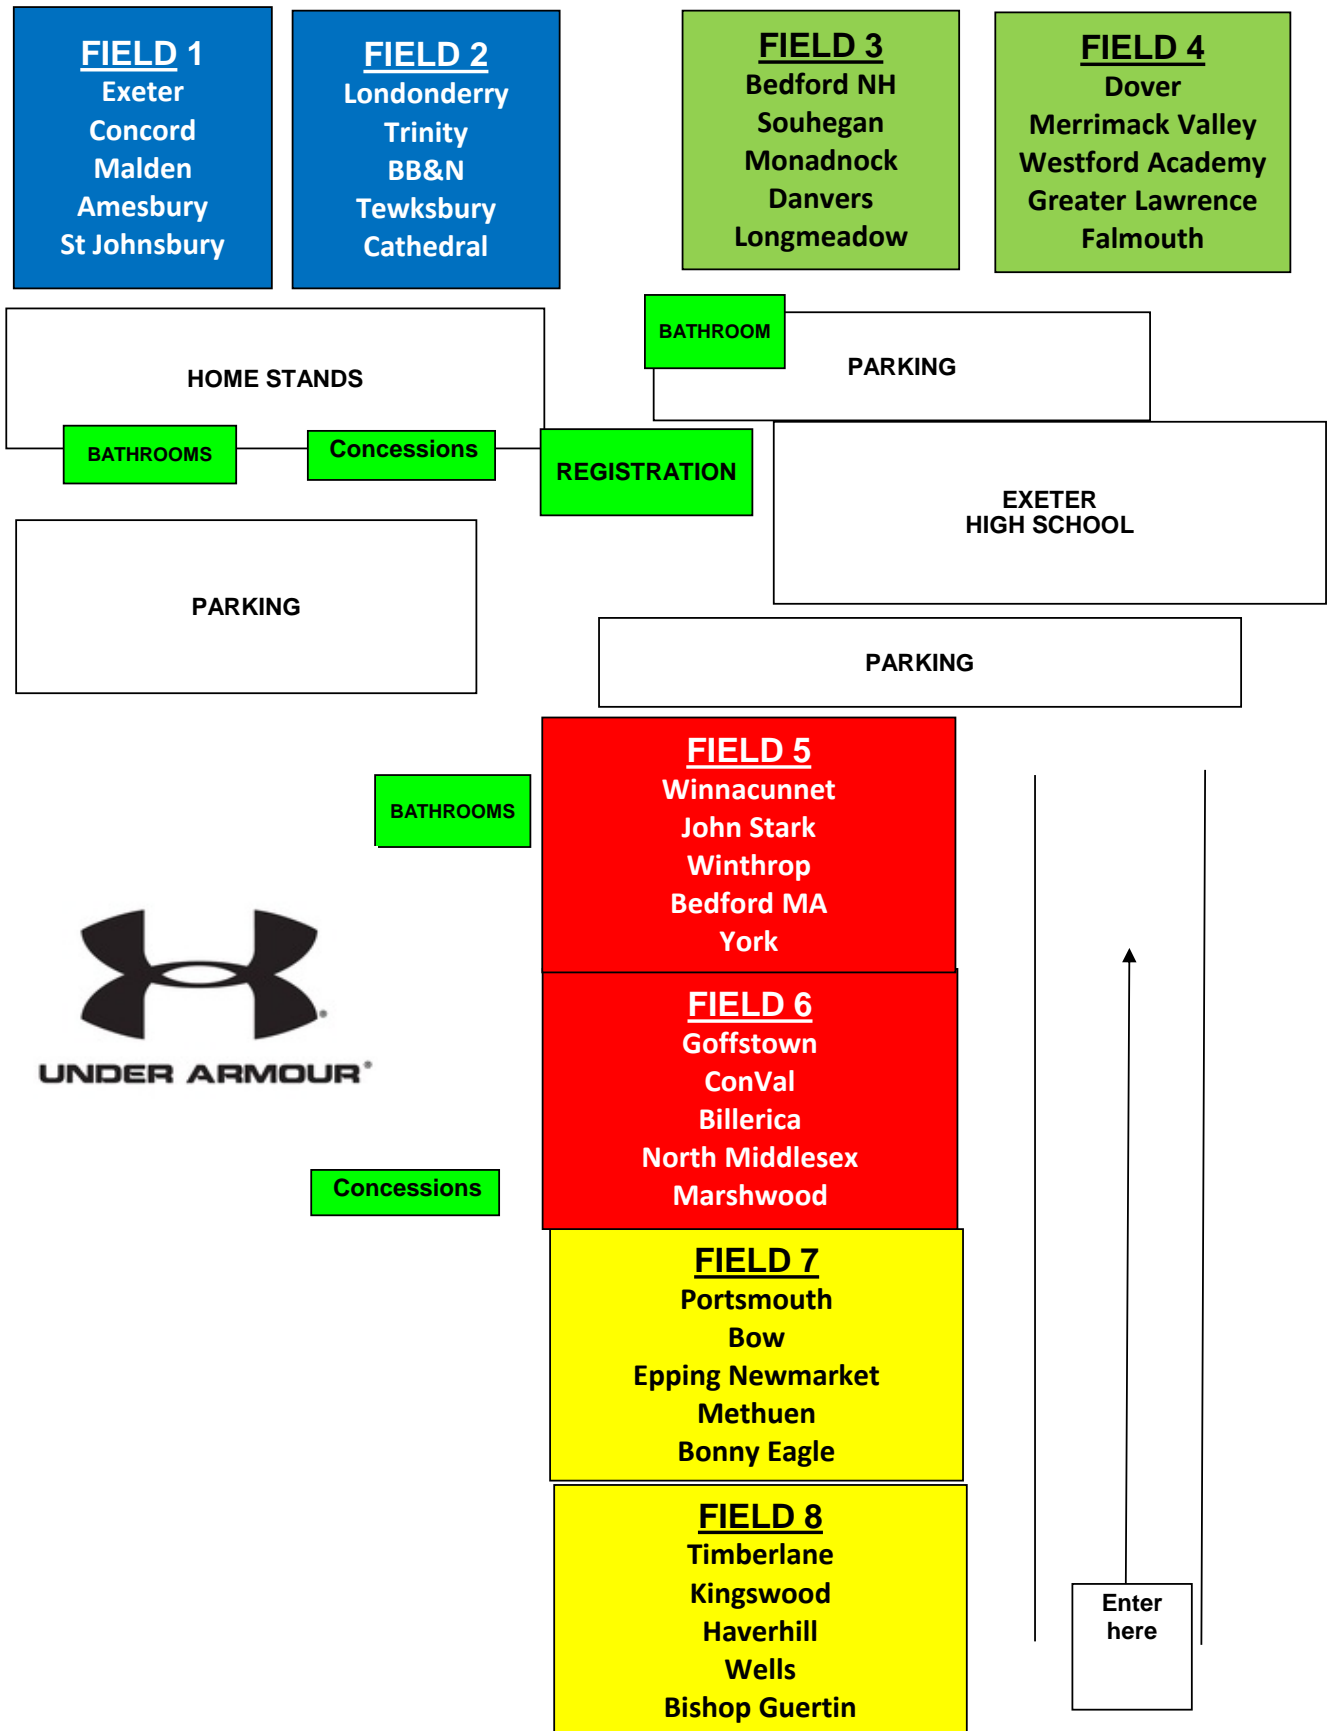 FIELD 1
Exeter
Concord
Malden
Amesbury
St Johnsbury
FIELD 2
Londonderry
Trinity
BB&N
Tewksbury
Cathedral
FIELD 3
Bedford NH
Souhegan
Monadnock
Danvers
Longmeadow
FIELD 4
Dover
Merrimack Valley
Westford Academy
Greater Lawrence
Falmouth
HOME STANDS
BATHROOM
PARKING
BATHROOMS
Concessions
REGISTRATION
EXETER
HIGH SCHOOL
PARKING
PARKING
FIELD 5
Winnacunnet
John Stark
Winthrop
Bedford MA
York
BATHROOMS
UNDER ARMOUR®
FIELD 6
Goffstown
ConVal
Billerica
North Middlesex
Marshwood
Concessions
FIELD 7
Portsmouth
Bow
Epping Newmarket
Methuen
Bonny Eagle
FIELD 8
Timberlane
Kingswood
Haverhill
Wells
Bishop Guertin
Enter
here